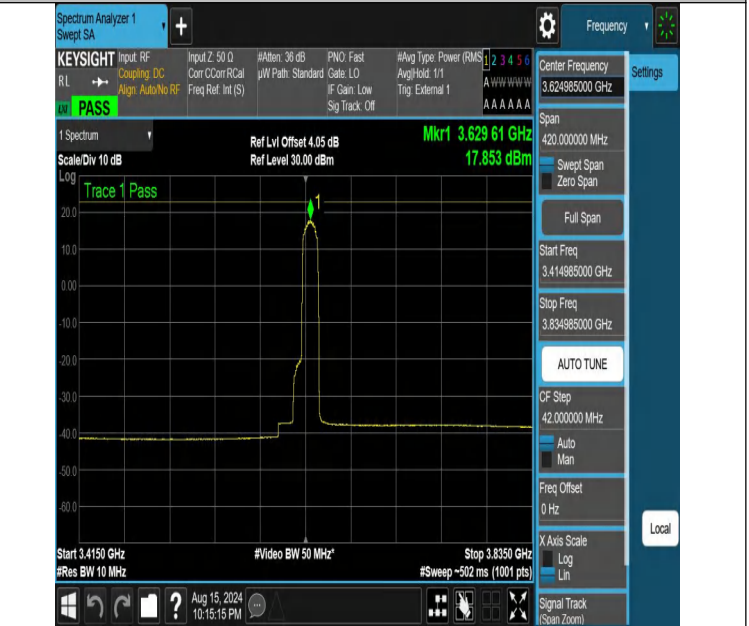 Spectrum Analyzer 1
Swept SA
+
Frequency
KEYSIGHT
RL
PASS
Input: RF
Coupling: DC
Align: Auto/No RF
Input Z: 50 Ω
Corr CCorr RCal
Freq Ref: Int (S)
#Atten: 36 dB
µW Path: Standard
PNO: Fast
Gate: LO
IF Gain: Low
Sig Track: Off
#Avg Type: Power (RMS
Avg|Hold: 1/1
Trig: External 1
1 2 3 4 5 6
A W W W W W
A A A A A A
1 Spectrum
Scale/Div 10 dB
Ref Lvl Offset 4.05 dB
Ref Level 30.00 dBm
Mkr1 3.629 61 GHz
17.853 dBm
Log
Trace 1 Pass
1
20.0
10.0
0.00
-10.0
-20.0
-30.0
-40.0
-50.0
-60.0
Start 3.4150 GHz
#Res BW 10 MHz
#Video BW 50 MHz*
Stop 3.8350 GHz
#Sweep ~502 ms (1001 pts)
Center Frequency
3.624985000 GHz
Settings
Span
420.000000 MHz
Swept Span
Zero Span
Full Span
Start Freq
3.414985000 GHz
Stop Freq
3.834985000 GHz
AUTO TUNE
CF Step
42.000000 MHz
Auto
Man
Freq Offset
0 Hz
X Axis Scale
Log
Lin
Local
Signal Track
(Span Zoom)
?
Aug 15, 2024
10:15:15 PM